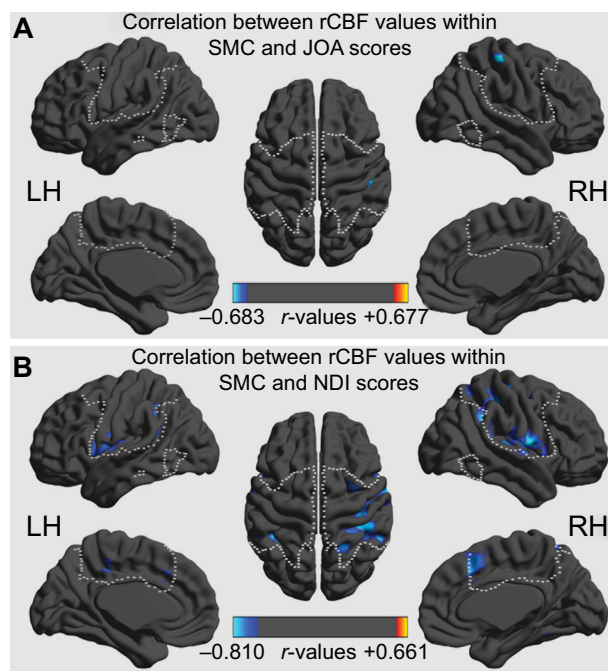 A
Correlation between rCBF values within
SMC and JOA scores
LH
RH
–0.683 r-values +0.677
B
Correlation between rCBF values within
SMC and NDI scores
LH
RH
–0.810 r-values +0.661